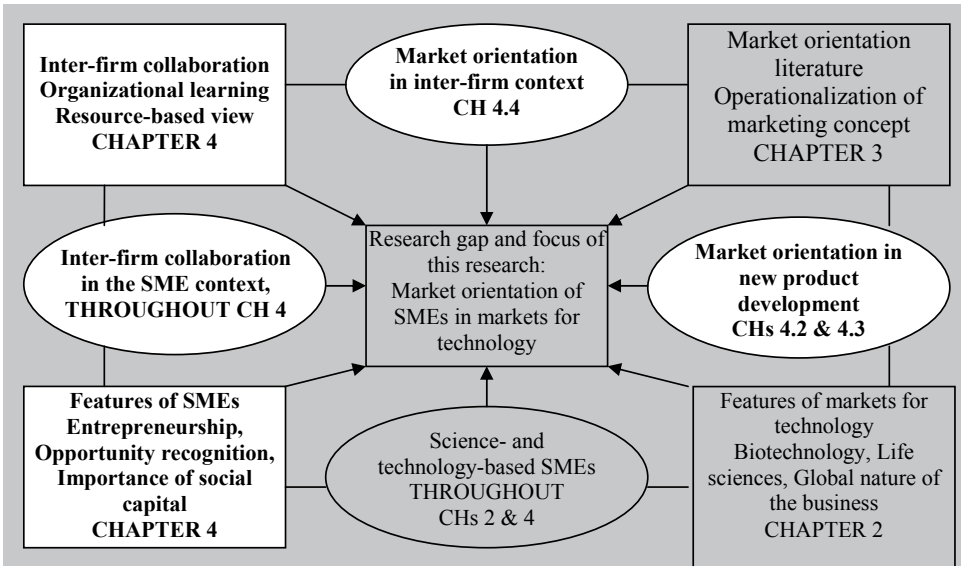 Inter-firm collaboration
Organizational learning
Resource-based view
CHAPTER 4
Market orientation
in inter-firm context
CH 4.4
Market orientation
literature
Operationalization of
marketing concept
CHAPTER 3
Inter-firm collaboration
in the SME context,
THROUGHOUT CH 4
Research gap and focus of
this research:
Market orientation of
SMEs in markets for
technology
Market orientation in
new product
development
CHs 4.2 & 4.3
Features of SMEs
Entrepreneurship,
Opportunity recognition,
Importance of social
capital
CHAPTER 4
Science- and
technology-based SMEs
THROUGHOUT
CHs 2 & 4
Features of markets for
technology
Biotechnology, Life
sciences, Global nature of
the business
CHAPTER 2